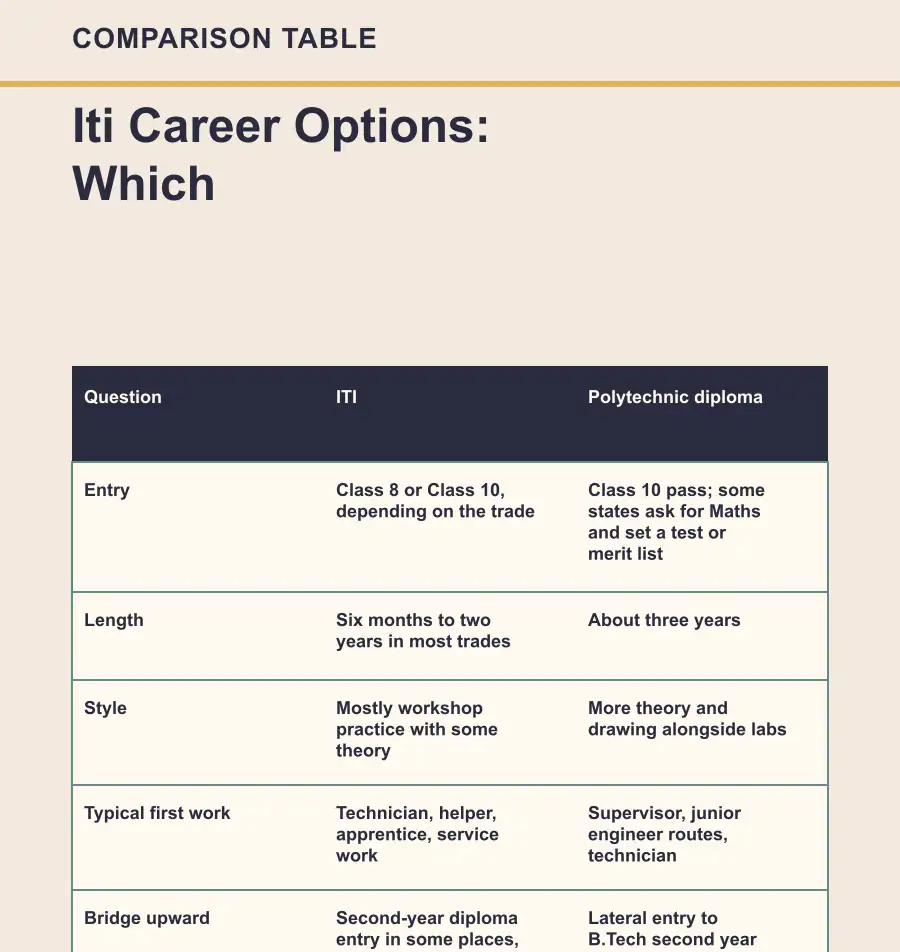 COMPARISON TABLE
Iti Career Options:
Which
Question
ITI
Polytechnic diploma
Entry
Class 8 or Class 10,
depending on the trade
Class 10 pass; some
states ask for Maths
and set a test or
merit list
Length
Six months to two
years in most trades
About three years
Style
Mostly workshop
practice with some
theory
More theory and
drawing alongside labs
Typical first work
Technician, helper,
apprentice, service
work
Supervisor, junior
engineer routes,
technician
Bridge upward
Second-year diploma
entry in some places,
Lateral entry to
B.Tech second year